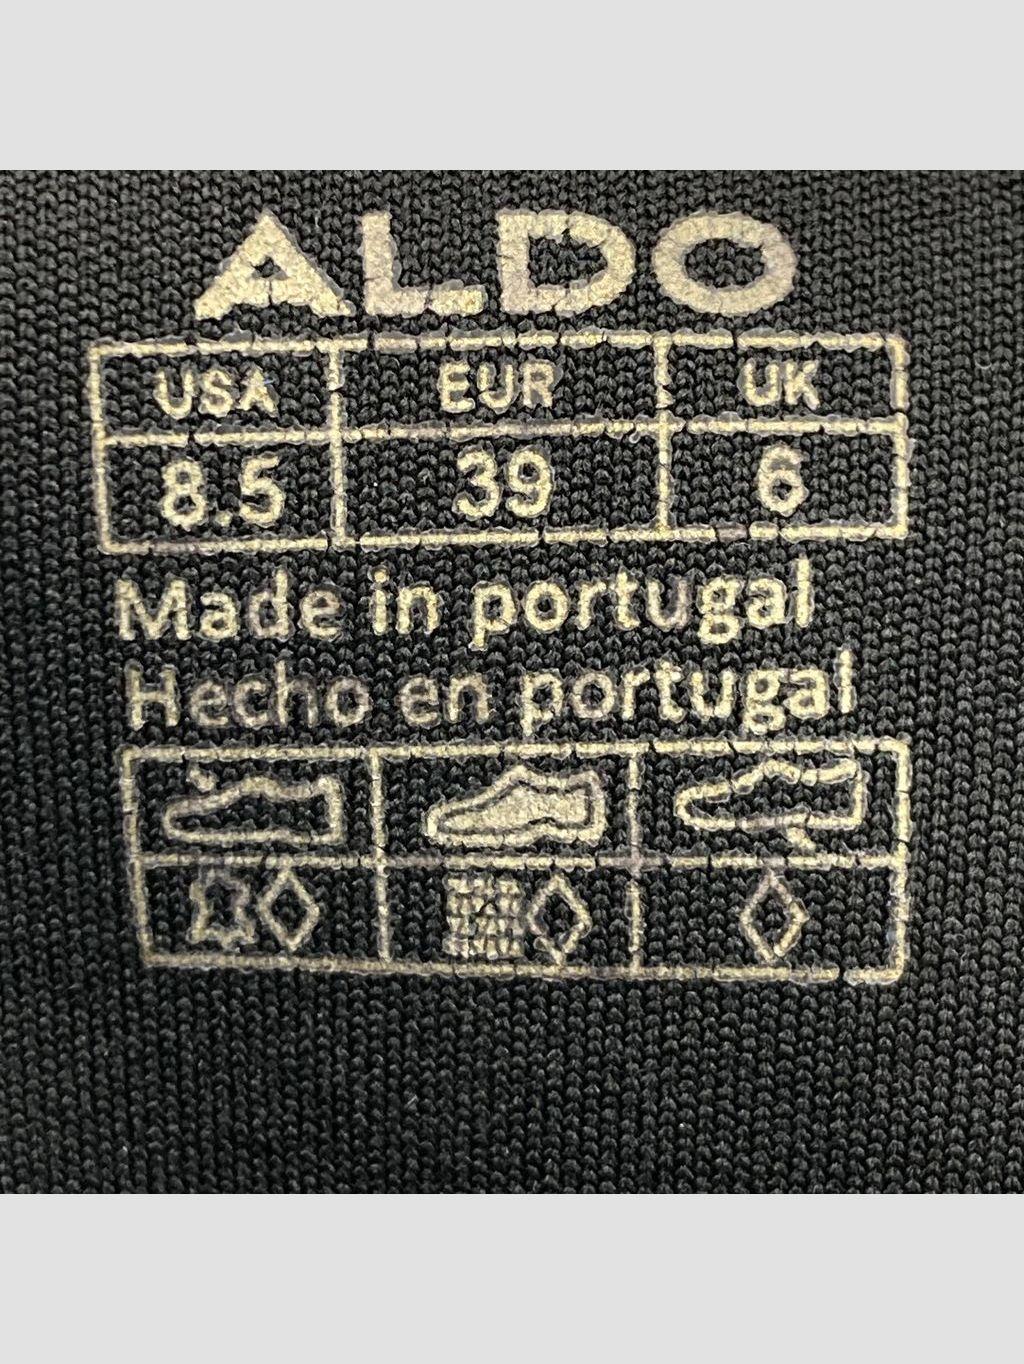 ALDO
USA EUR UK
8.5 39 6
Made in portugal
Hecho en portugal